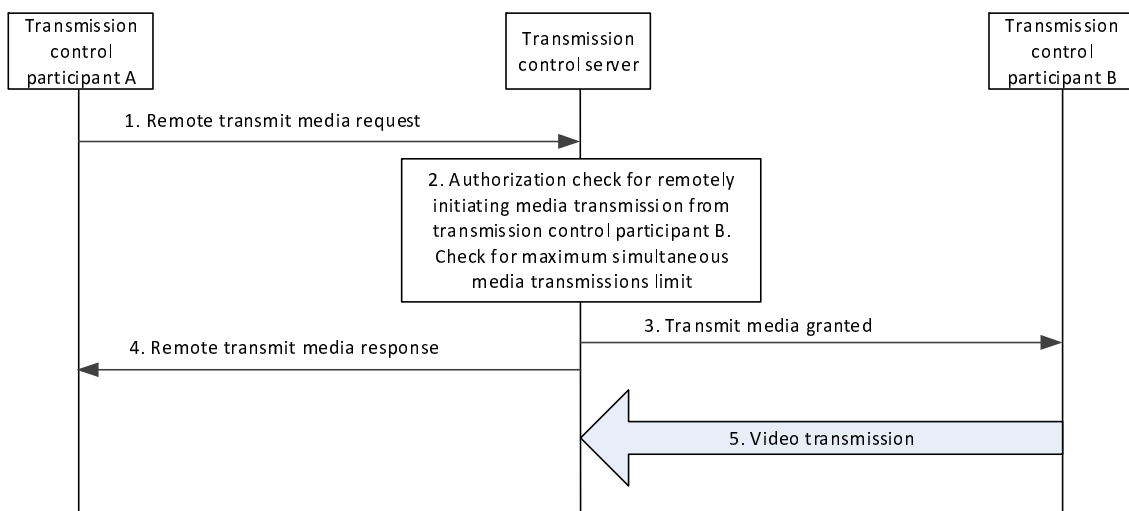 Transmission
control
participant A
Transmission
control server
Transmission
control
participant B
1. Remote transmit media request
2. Authorization check for remotely
initiating media transmission from
transmission control participant B.
Check for maximum simultaneous
media transmissions limit
3. Transmit media granted
4. Remote transmit media response
5. Video transmission